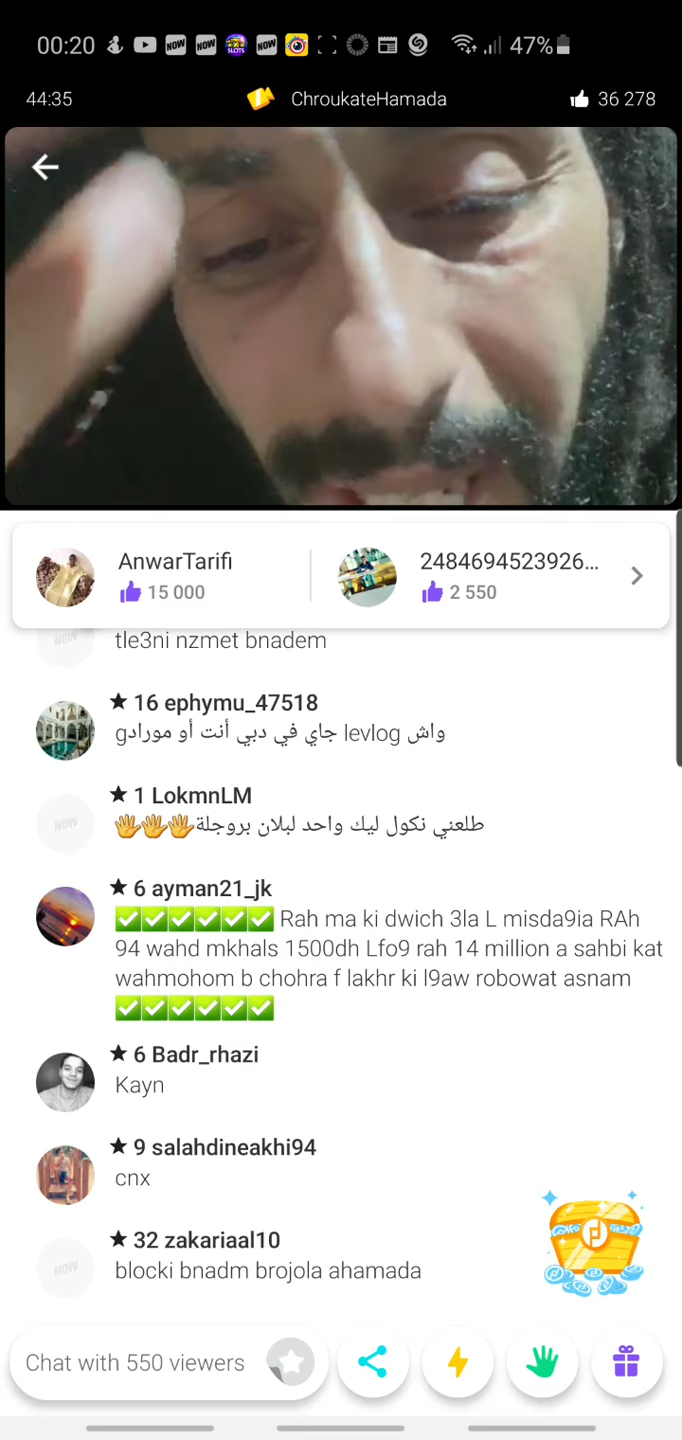 00:20
47%
44:35
ChroukateHamada
36 278
AnwarTarifi
15 000
2484694523926...
2 550
tle3ni nzmet bnadem
★ 16 ephymu_47518
واش levlog جاي في دبي أنت أو مورادg
★ 1 LokmnLM
طلعني نكول ليك واحد لبلان بروجلة🖐🖐🖐
★ 6 ayman21_jk
✅✅✅✅✅✅ Rah ma ki dwich 3la L misda9ia RAh
94 wahd mkhals 1500dh Lfo9 rah 14 million a sahbi kat
wahmohom b chohra f lakhr ki l9aw robowat asnam
✅✅✅✅✅✅
★ 6 Badr_rhazi
Kayn
★ 9 salahdineakhi94
cnx
★ 32 zakariaal10
blocki bnadm brojola ahamada
Chat with 550 viewers